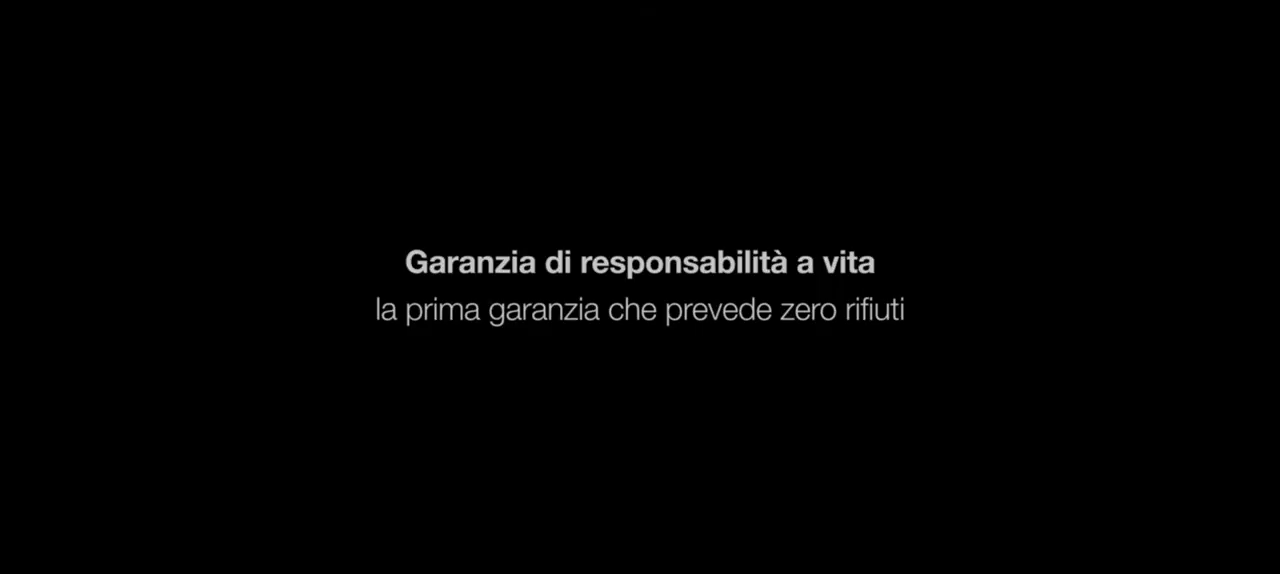 Garanzia di responsabilità a vita
la prima garanzia che prevede zero rifiuti